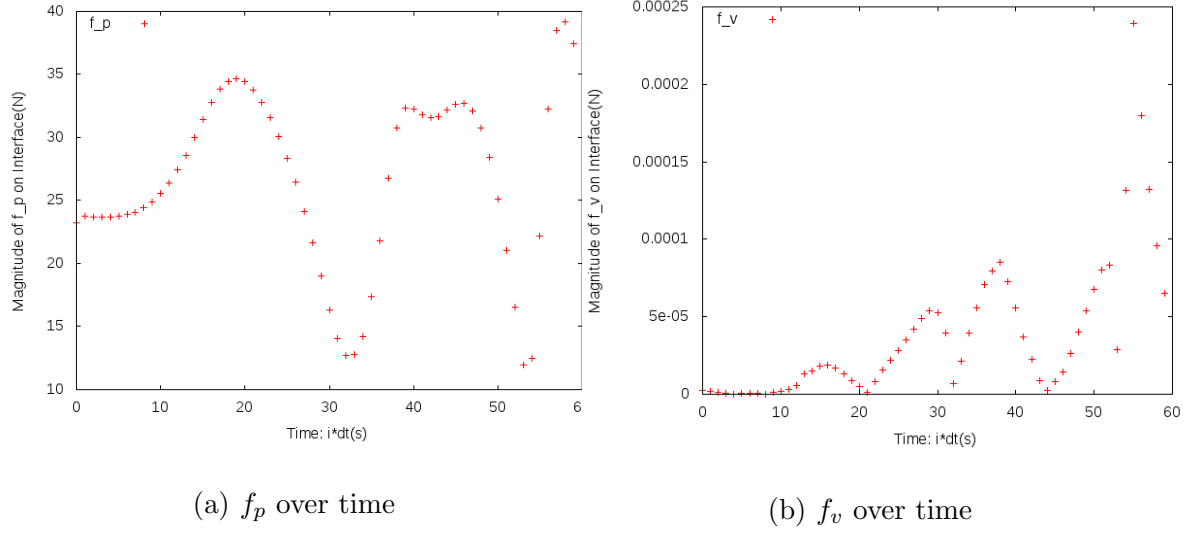 f_p
Magnitude of f_p on Interface(N)
40
35
30
25
20
15
10
0 10 20 30 40 50 6
Time: i*dt(s)
(a) f_p over time
f_v
Magnitude of f_v on Interface(N)
0.00025
0.0002
0.00015
0.0001
5e-05
0
0 10 20 30 40 50 60
Time: i*dt(s)
(b) f_v over time